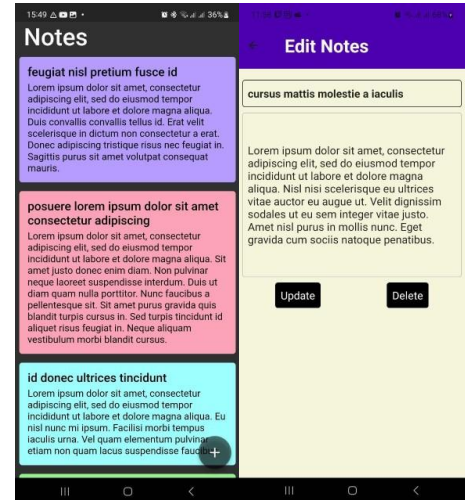 15:49
36%
Notes
feugiat nisl pretium fusce id
Lorem ipsum dolor sit amet, consectetur
adipiscing elit, sed do eiusmod tempor
incididunt ut labore et dolore magna aliqua.
Duis convallis convallis tellus id. Erat velit
scelerisque in dictum non consectetur a erat.
Donec adipiscing tristique risus nec feugiat in.
Sagittis purus sit amet volutpat consequat
mauris.
posuere lorem ipsum dolor sit amet
consectetur adipiscing
Lorem ipsum dolor sit amet, consectetur
adipiscing elit, sed do eiusmod tempor
incididunt ut labore et dolore magna aliqua. Sit
amet justo donec enim diam. Non pulvinar
neque laoreet suspendisse interdum. Duis ut
diam quam nulla porttitor. Nunc faucibus a
pellentesque sit. Sit amet purus gravida quis
blandit turpis cursus in. Sed turpis tincidunt id
aliquet risus feugiat in. Neque aliquam
vestibulum morbi blandit cursus.
id donec ultrices tincidunt
Lorem ipsum dolor sit amet, consectetur
adipiscing elit, sed do eiusmod tempor
incididunt ut labore et dolore magna aliqua. Eu
nisl nunc mi ipsum. Facilisi morbi tempus
iaculis urna. Vel quam elementum pulvinar
etiam non quam lacus suspendisse
Edit Notes
cursus mattis molestie a iaculis
Lorem ipsum dolor sit amet, consectetur
adipiscing elit, sed do eiusmod tempor
incididunt ut labore et dolore magna
aliqua. Nisl nisi scelerisque eu ultrices
vitae auctor eu augue ut. Velit dignissim
sodales ut eu sem integer vitae justo.
Amet nisl purus in mollis nunc. Eget
gravida cum sociis natoque penatibus.
Update
Delete